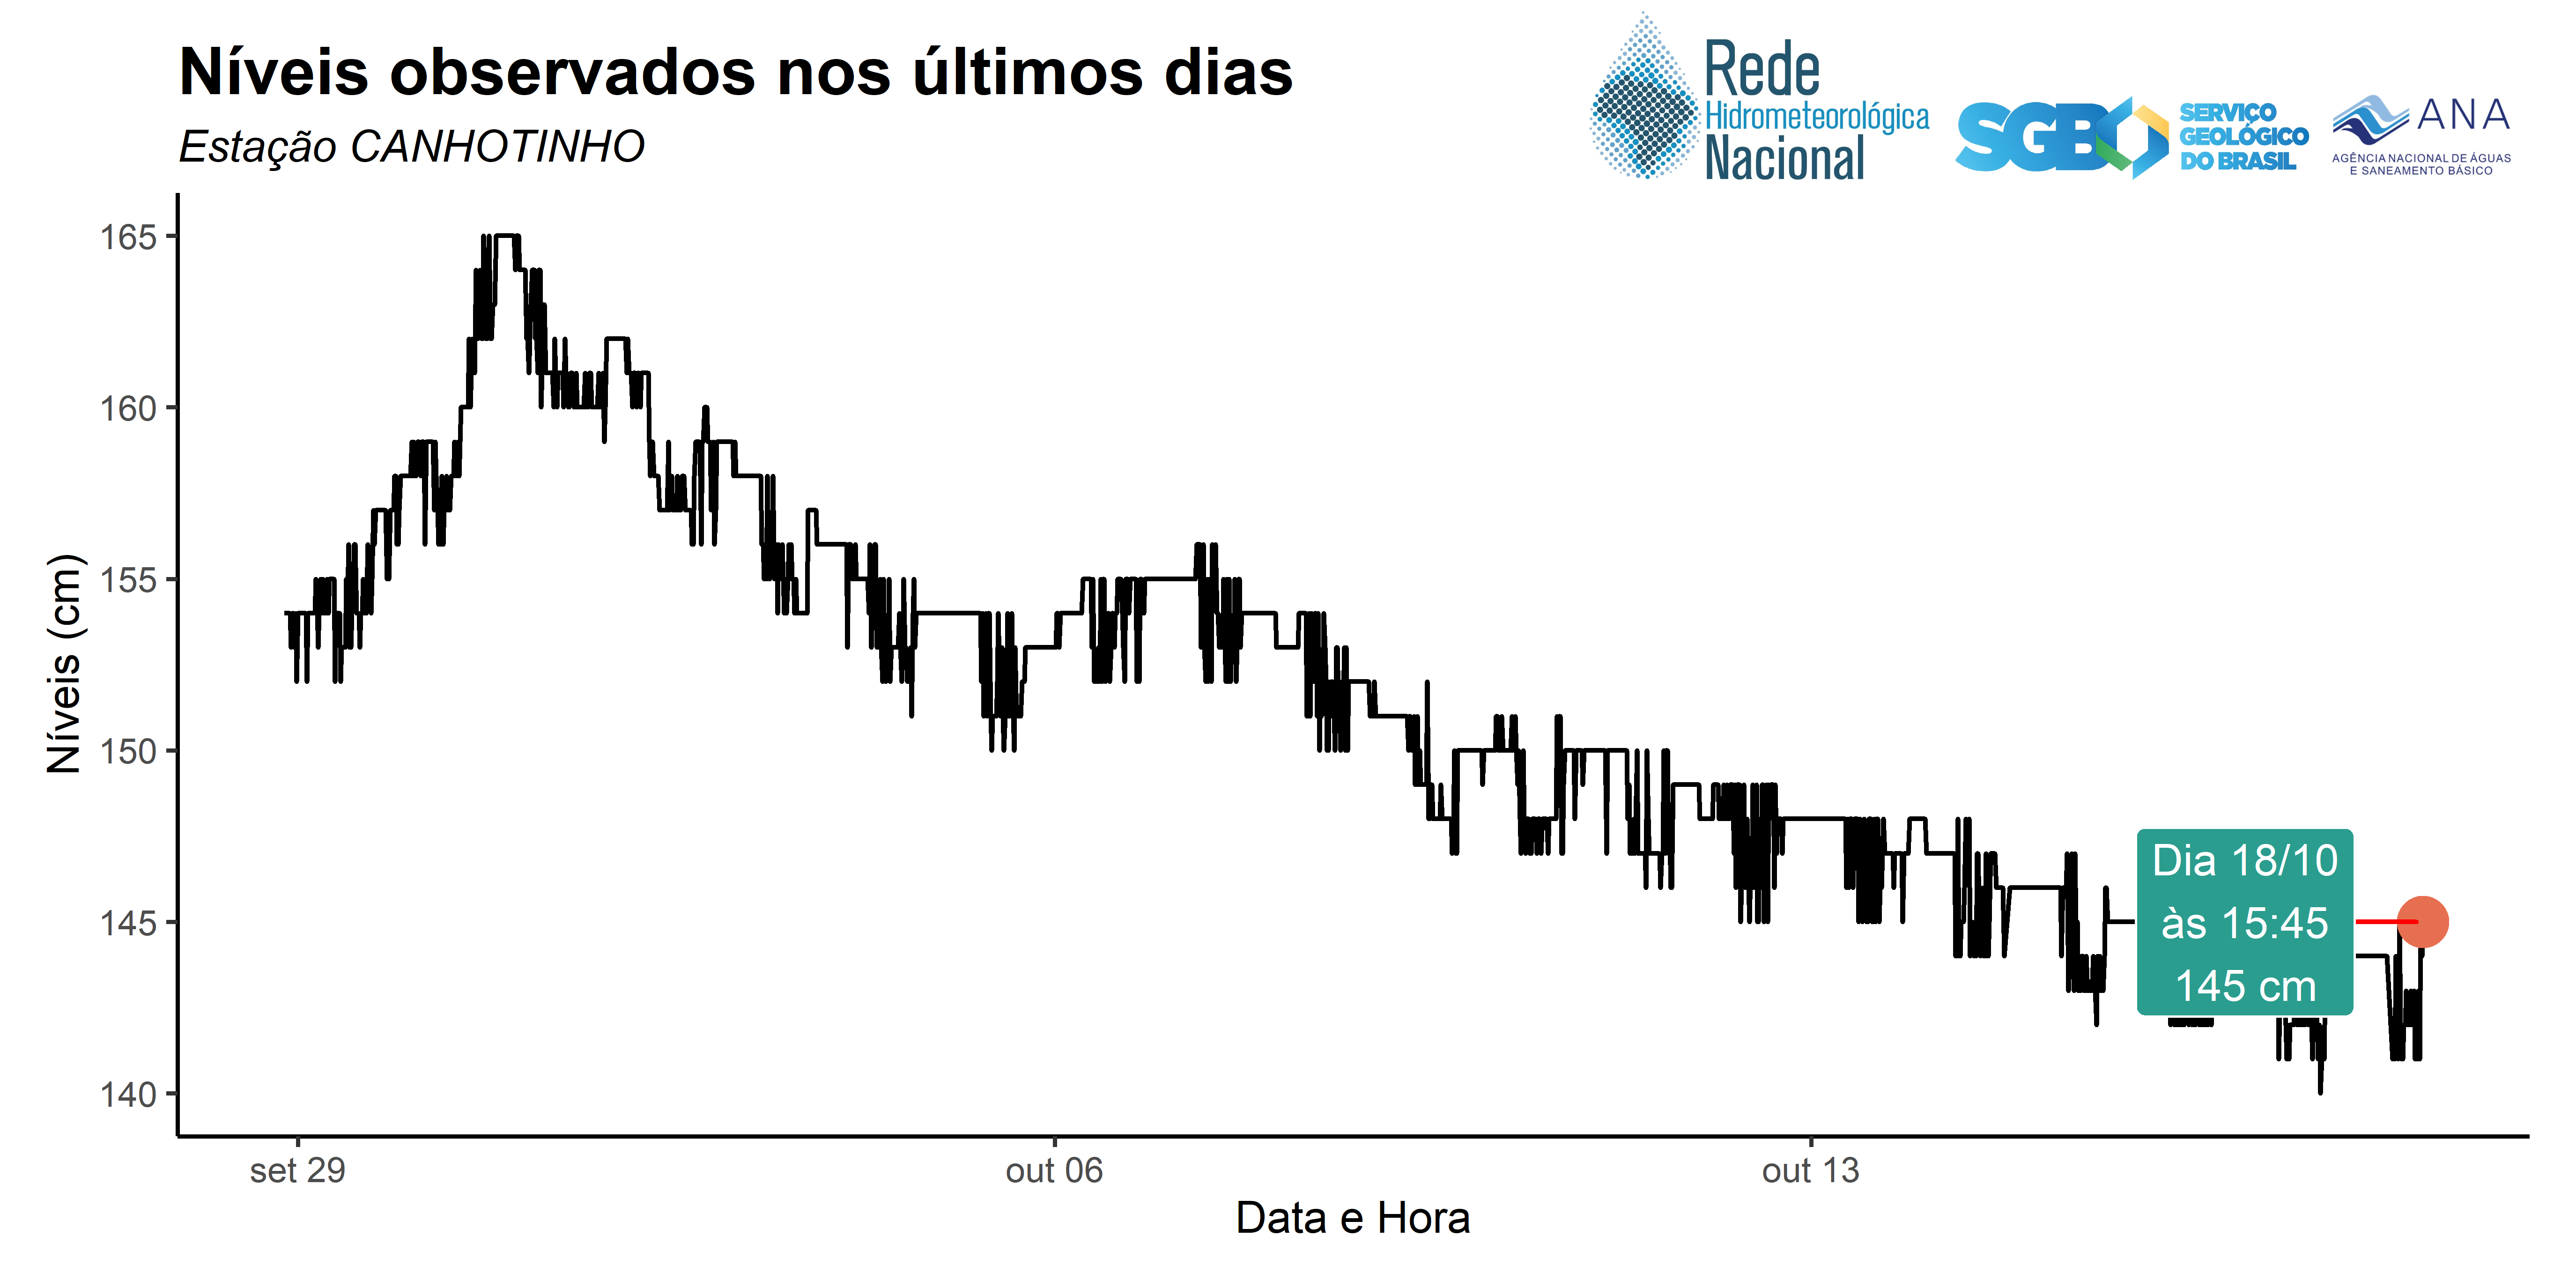 Níveis observados nos últimos dias
Estação CANHOTINHO
Rede
Hidrometeorológica
Nacional
SGB
SERVIÇO
GEOLÓGICO
DO BRASIL
ANA
AGÊNCIA NACIONAL DE ÁGUAS
E SANEAMENTO BÁSICO
Níveis (cm)
165
160
155
150
145
140
Dia 18/10
às 15:45
145 cm
set 29
out 06
out 13
Data e Hora